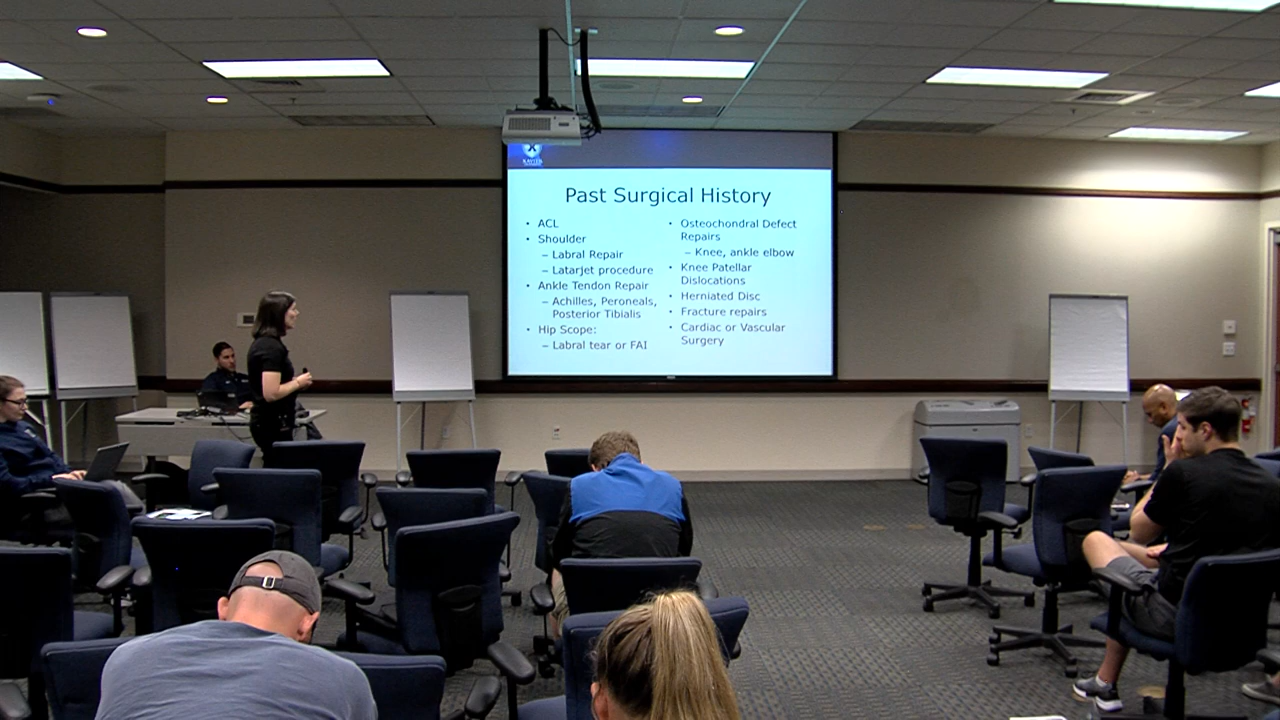 XAVIER
Past Surgical History
• ACL
• Shoulder
– Labral Repair
– Latarjet procedure
• Ankle Tendon Repair
– Achilles, Peroneals,
Posterior Tibialis
• Hip Scope:
– Labral tear or FAI
• Osteochondral Defect
Repairs
– Knee, ankle elbow
• Knee Patellar
Dislocations
• Herniated Disc
• Fracture repairs
• Cardiac or Vascular
Surgery